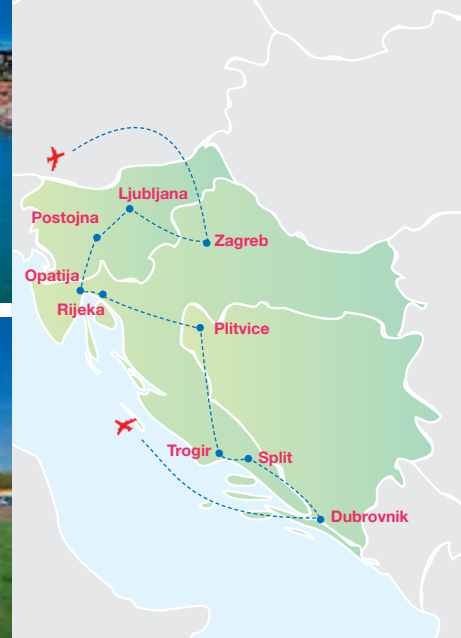 Ljubljana
Postojna
Zagreb
Opatija
Rijeka
Plitvice
Trogir
Split
Dubrovnik